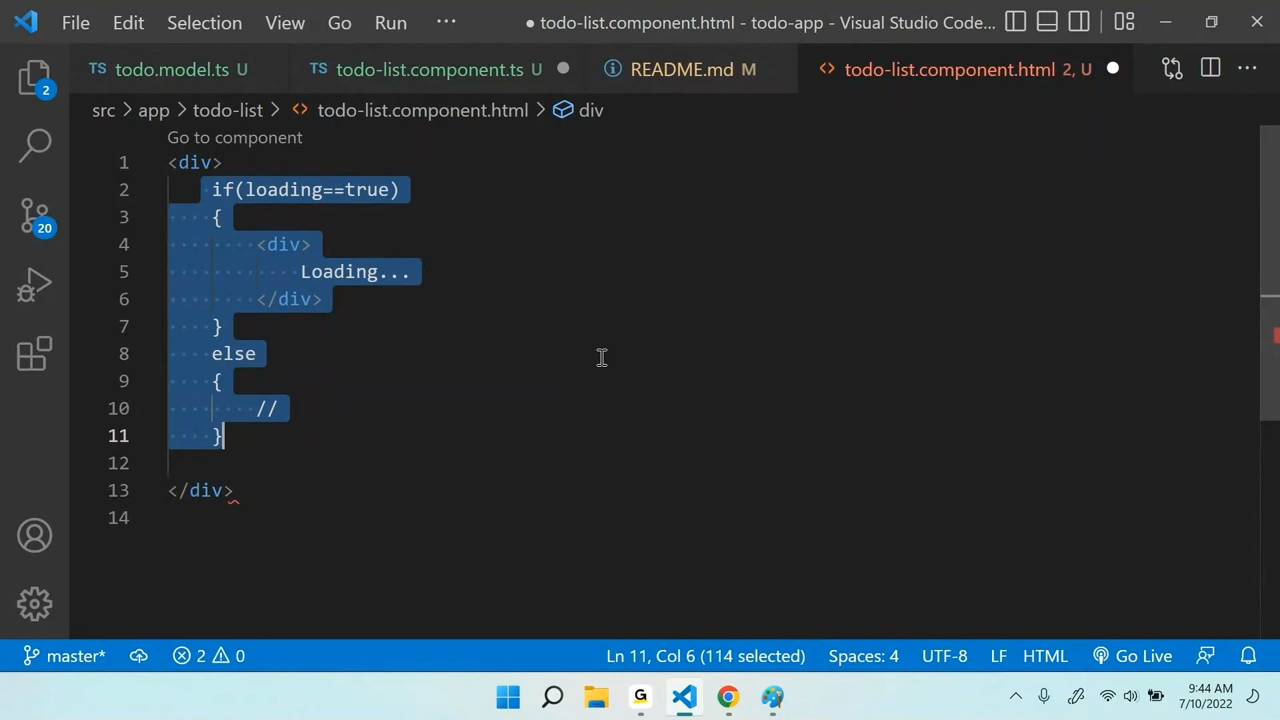 File Edit Selection View Go Run ··· ● todo-list.component.html - todo-app - Visual Studio Code...
TS todo.model.ts U TS todo-list.component.ts U README.md M <> todo-list.component.html 2, U
src > app > todo-list > <> todo-list.component.html > div
Go to component
1 <div>
2 if(loading==true)
3 {
4 <div>
5 Loading...
6 </div>
7 }
8 else
9 {
10 //
11 }
12
13 </div>
14
2
20
master* 2 0 Ln 11, Col 6 (114 selected) Spaces: 4 UTF-8 LF HTML Go Live
G
9:44 AM
7/10/2022